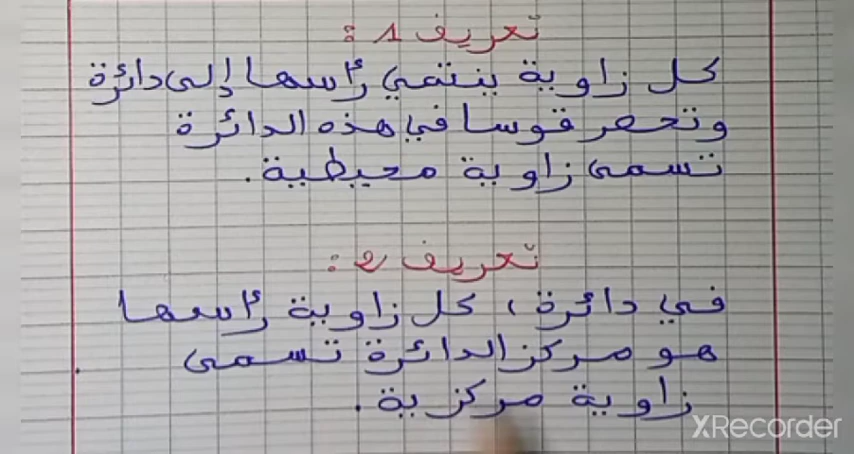 تعريف 1 :
كل زاوية ينتمي رأسها إلى دائرة
وتحصر قوسا في هذه الدائرة
تسمى زاوية محيطية .
تعريف 2 :
في دائرة ، كل زاوية رأسها
هو مركز الدائرة تسمى
زاوية مركزية .
XRecorder